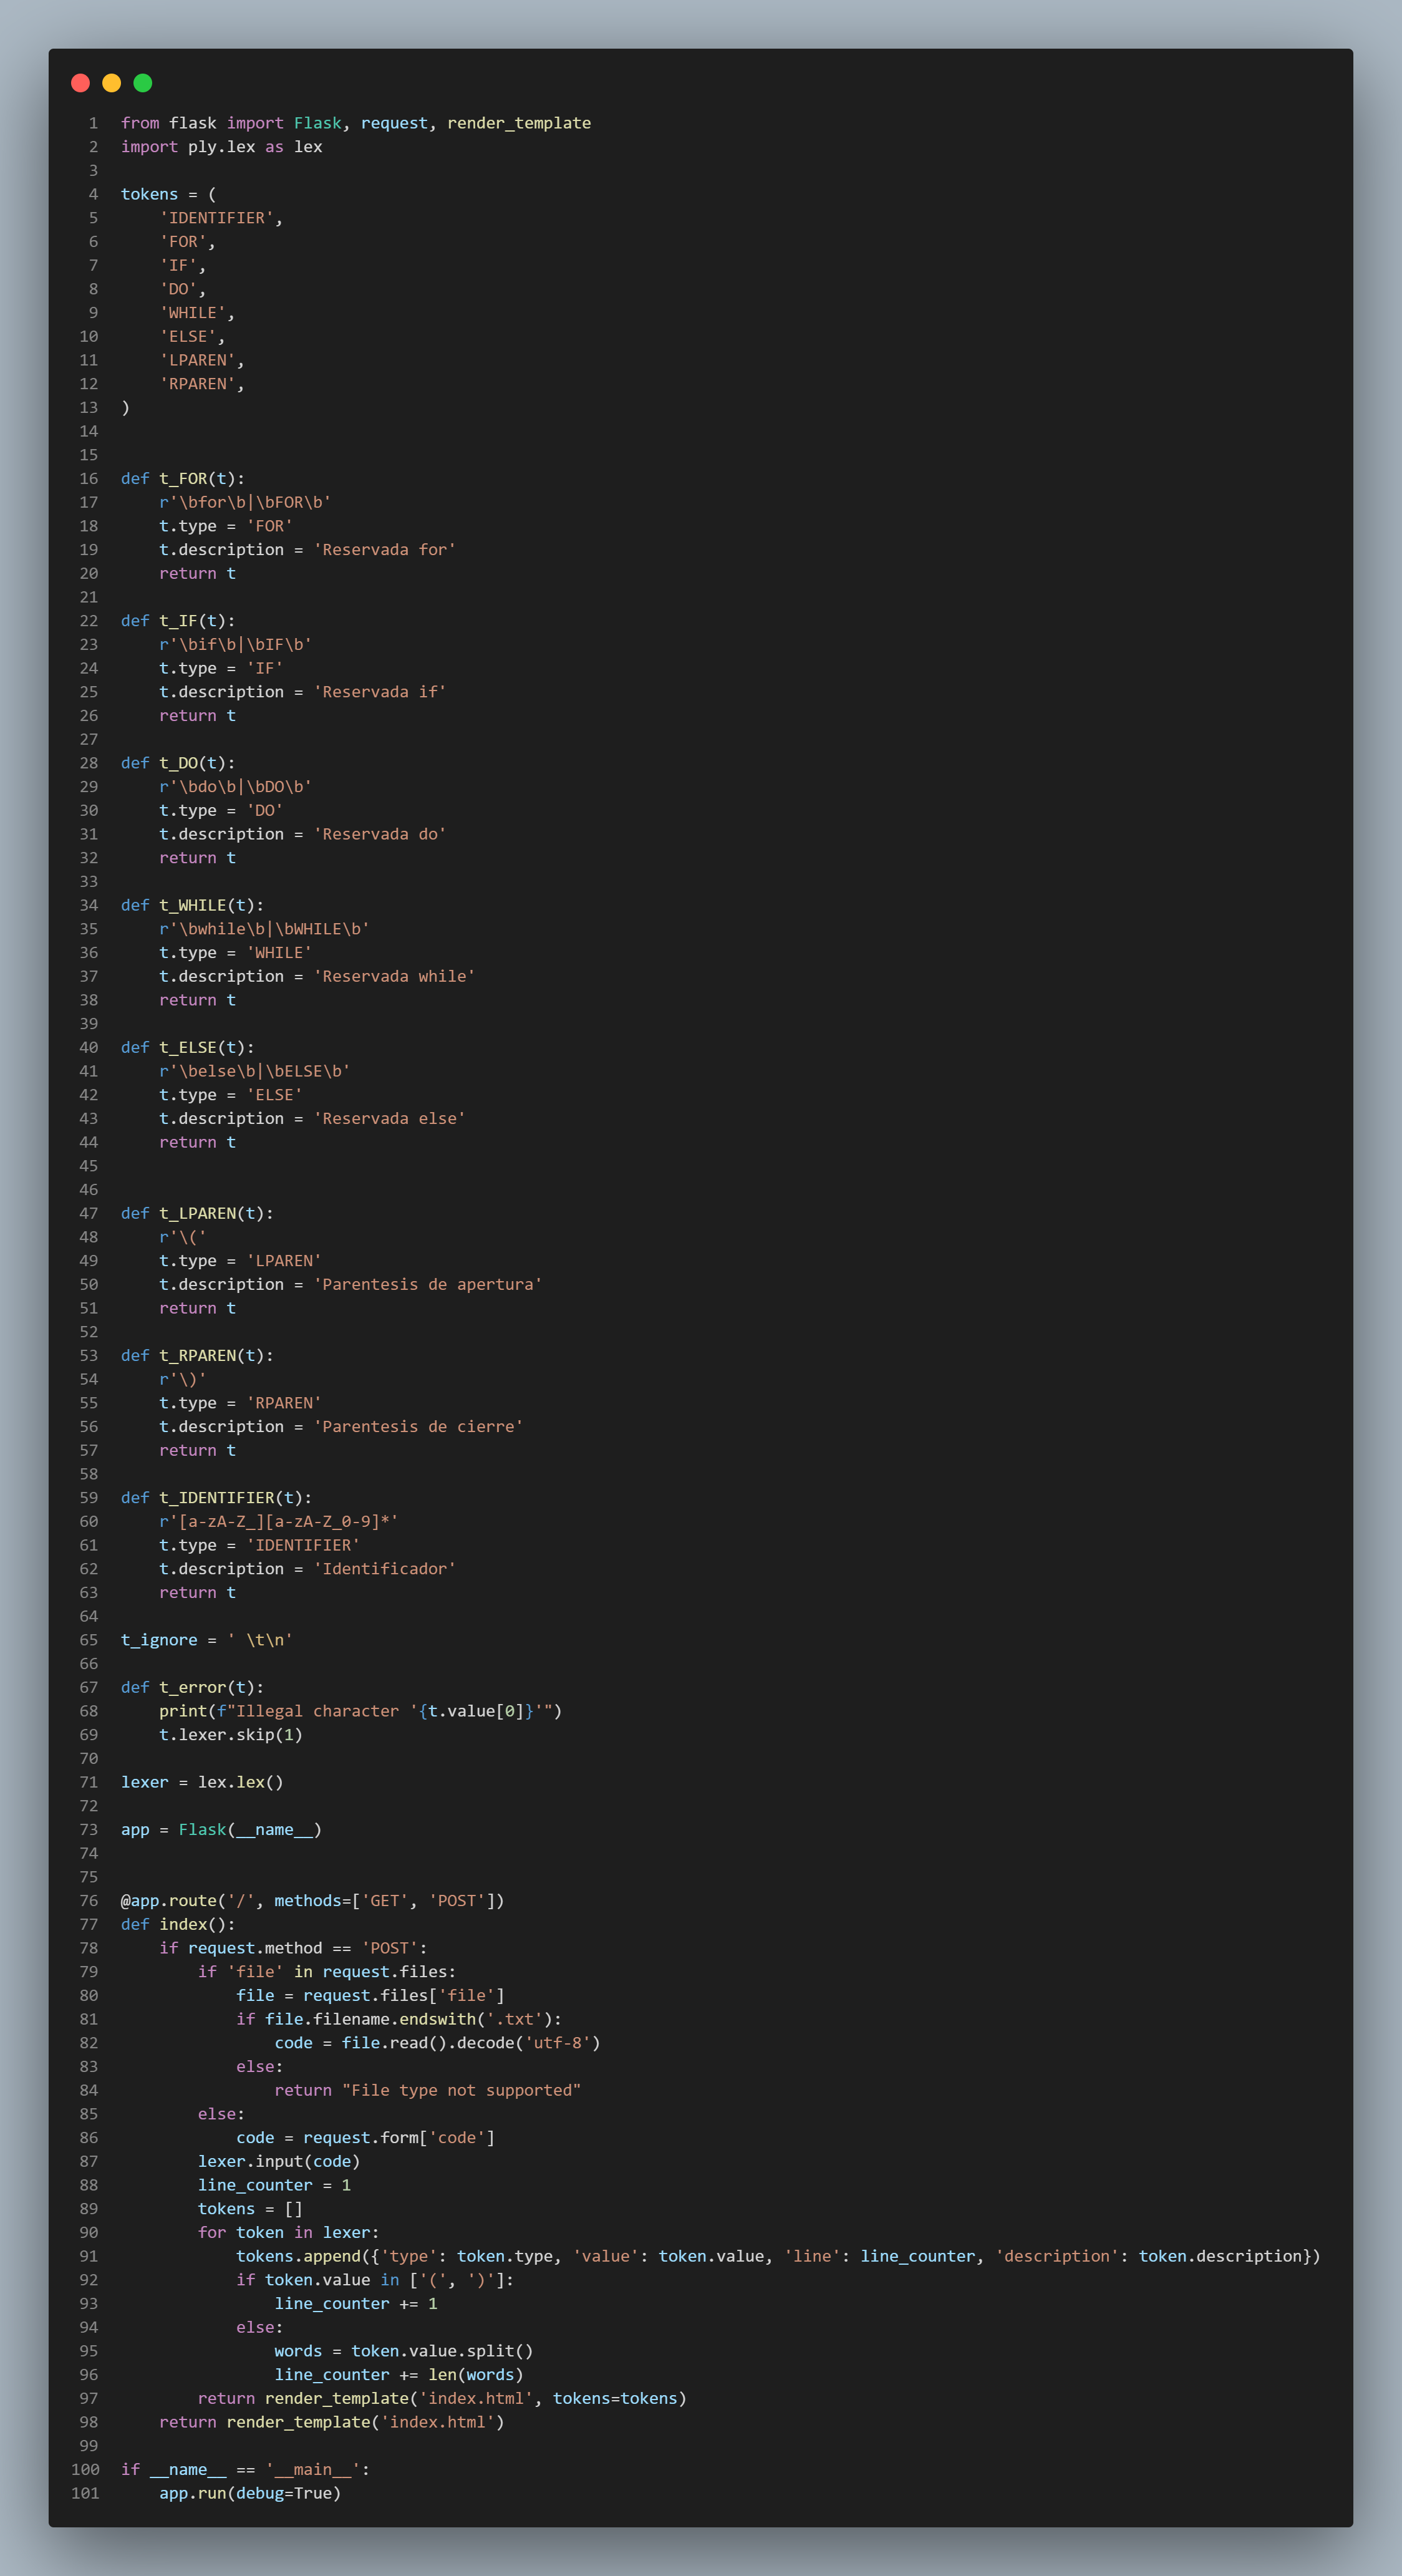 1 from flask import Flask, request, render_template
2 import ply.lex as lex
3
4 tokens = (
5     'IDENTIFIER',
6     'FOR',
7     'IF',
8     'DO',
9     'WHILE',
10     'ELSE',
11     'LPAREN',
12     'RPAREN',
13 )
14
15
16 def t_FOR(t):
17     r'\bfor\b|\bFOR\b'
18     t.type = 'FOR'
19     t.description = 'Reservada for'
20     return t
21
22 def t_IF(t):
23     r'\bif\b|\bIF\b'
24     t.type = 'IF'
25     t.description = 'Reservada if'
26     return t
27
28 def t_DO(t):
29     r'\bdo\b|\bDO\b'
30     t.type = 'DO'
31     t.description = 'Reservada do'
32     return t
33
34 def t_WHILE(t):
35     r'\bwhile\b|\bWHILE\b'
36     t.type = 'WHILE'
37     t.description = 'Reservada while'
38     return t
39
40 def t_ELSE(t):
41     r'\belse\b|\bELSE\b'
42     t.type = 'ELSE'
43     t.description = 'Reservada else'
44     return t
45
46
47 def t_LPAREN(t):
48     r'\('
49     t.type = 'LPAREN'
50     t.description = 'Parentesis de apertura'
51     return t
52
53 def t_RPAREN(t):
54     r'\)'
55     t.type = 'RPAREN'
56     t.description = 'Parentesis de cierre'
57     return t
58
59 def t_IDENTIFIER(t):
60     r'[a-zA-Z_][a-zA-Z_0-9]*'
61     t.type = 'IDENTIFIER'
62     t.description = 'Identificador'
63     return t
64
65 t_ignore = ' \t\n'
66
67 def t_error(t):
68     print(f"Illegal character '{t.value[0]}'")
69     t.lexer.skip(1)
70
71 lexer = lex.lex()
72
73 app = Flask(__name__)
74
75
76 @app.route('/', methods=['GET', 'POST'])
77 def index():
78     if request.method == 'POST':
79         if 'file' in request.files:
80             file = request.files['file']
81             if file.filename.endswith('.txt'):
82                 code = file.read().decode('utf-8')
83             else:
84                 return "File type not supported"
85         else:
86             code = request.form['code']
87         lexer.input(code)
88         line_counter = 1
89         tokens = []
90         for token in lexer:
91             tokens.append({'type': token.type, 'value': token.value, 'line': line_counter, 'description': token.description})
92             if token.value in ['(', ')']:
93                 line_counter += 1
94             else:
95                 words = token.value.split()
96                 line_counter += len(words)
97         return render_template('index.html', tokens=tokens)
98     return render_template('index.html')
99
100 if __name__ == '__main__':
101     app.run(debug=True)